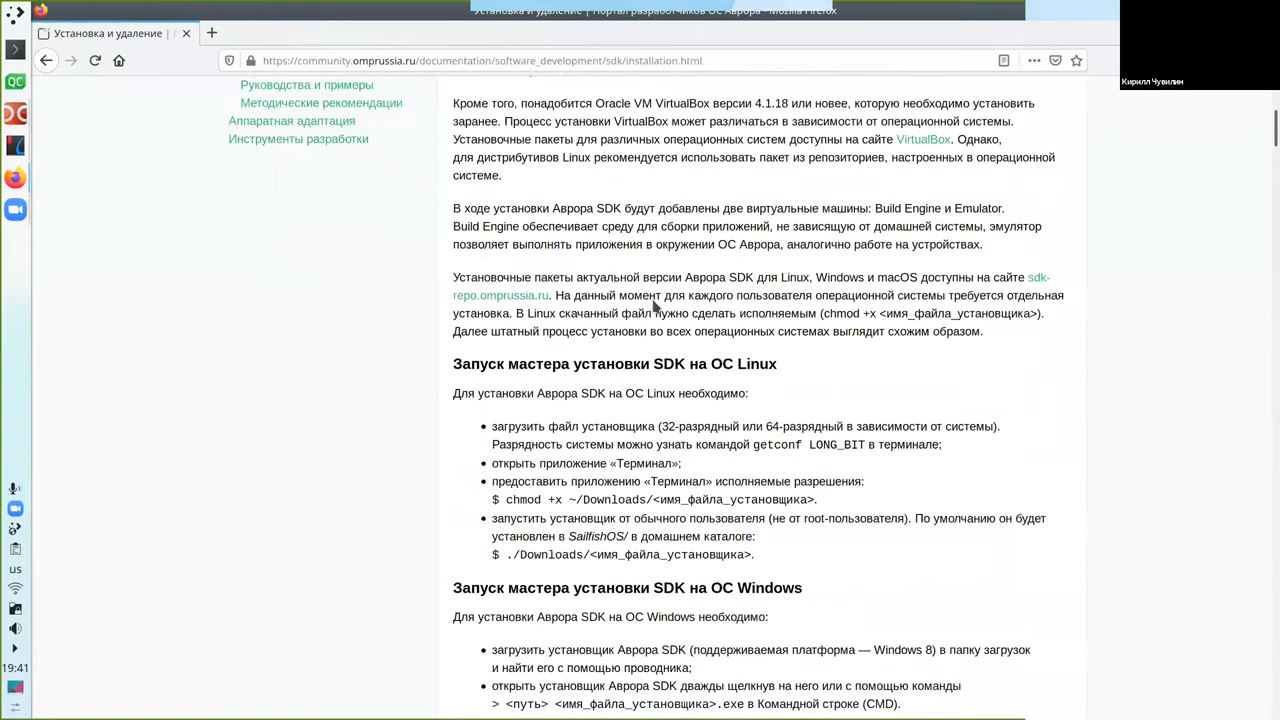 Установка и удаление | Портал разработчиков ОС Аврора - Mozilla Firefox
Кирилл Чувилин
Установка и удаление |
https://community.omprussia.ru/documentation/software_development/sdk/installation.html
Руководства и примеры
Методические рекомендации
Аппаратная адаптация
Инструменты разработки
Кроме того, понадобится Oracle VM VirtualBox версии 4.1.18 или новее, которую необходимо установить
заранее. Процесс установки VirtualBox может различаться в зависимости от операционной системы.
Установочные пакеты для различных операционных систем доступны на сайте VirtualBox. Однако,
для дистрибутивов Linux рекомендуется использовать пакет из репозиториев, настроенных в операционной
системе.
В ходе установки Аврора SDK будут добавлены две виртуальные машины: Build Engine и Emulator.
Build Engine обеспечивает среду для сборки приложений, не зависящую от домашней системы, эмулятор
позволяет выполнять приложения в окружении ОС Аврора, аналогично работе на устройствах.
Установочные пакеты актуальной версии Аврора SDK для Linux, Windows и macOS доступны на сайте sdk-
repo.omprussia.ru. На данный момент для каждого пользователя операционной системы требуется отдельная
установка. В Linux скачанный файл нужно сделать исполняемым (chmod +x <имя_файла_установщика>).
Далее штатный процесс установки во всех операционных системах выглядит схожим образом.
Запуск мастера установки SDK на ОС Linux
Для установки Аврора SDK на ОС Linux необходимо:
• загрузить файл установщика (32-разрядный или 64-разрядный в зависимости от системы).
Разрядность системы можно узнать командой getconf LONG_BIT в терминале;
• открыть приложение «Терминал»;
• предоставить приложению «Терминал» исполняемые разрешения:
$ chmod +x ~/Downloads/<имя_файла_установщика>.
• запустить установщик от обычного пользователя (не от root-пользователя). По умолчанию он будет
установлен в SailfishOS/ в домашнем каталоге:
$ ./Downloads/<имя_файла_установщика>.
Запуск мастера установки SDK на ОС Windows
Для установки Аврора SDK на ОС Windows необходимо:
• загрузить установщик Аврора SDK (поддерживаемая платформа — Windows 8) в папку загрузок
и найти его с помощью проводника;
• открыть установщик Аврора SDK дважды щелкнув на него или с помощью команды
> <путь> <имя_файла_установщика>.exe в Командной строке (CMD).
QC
us
19:41